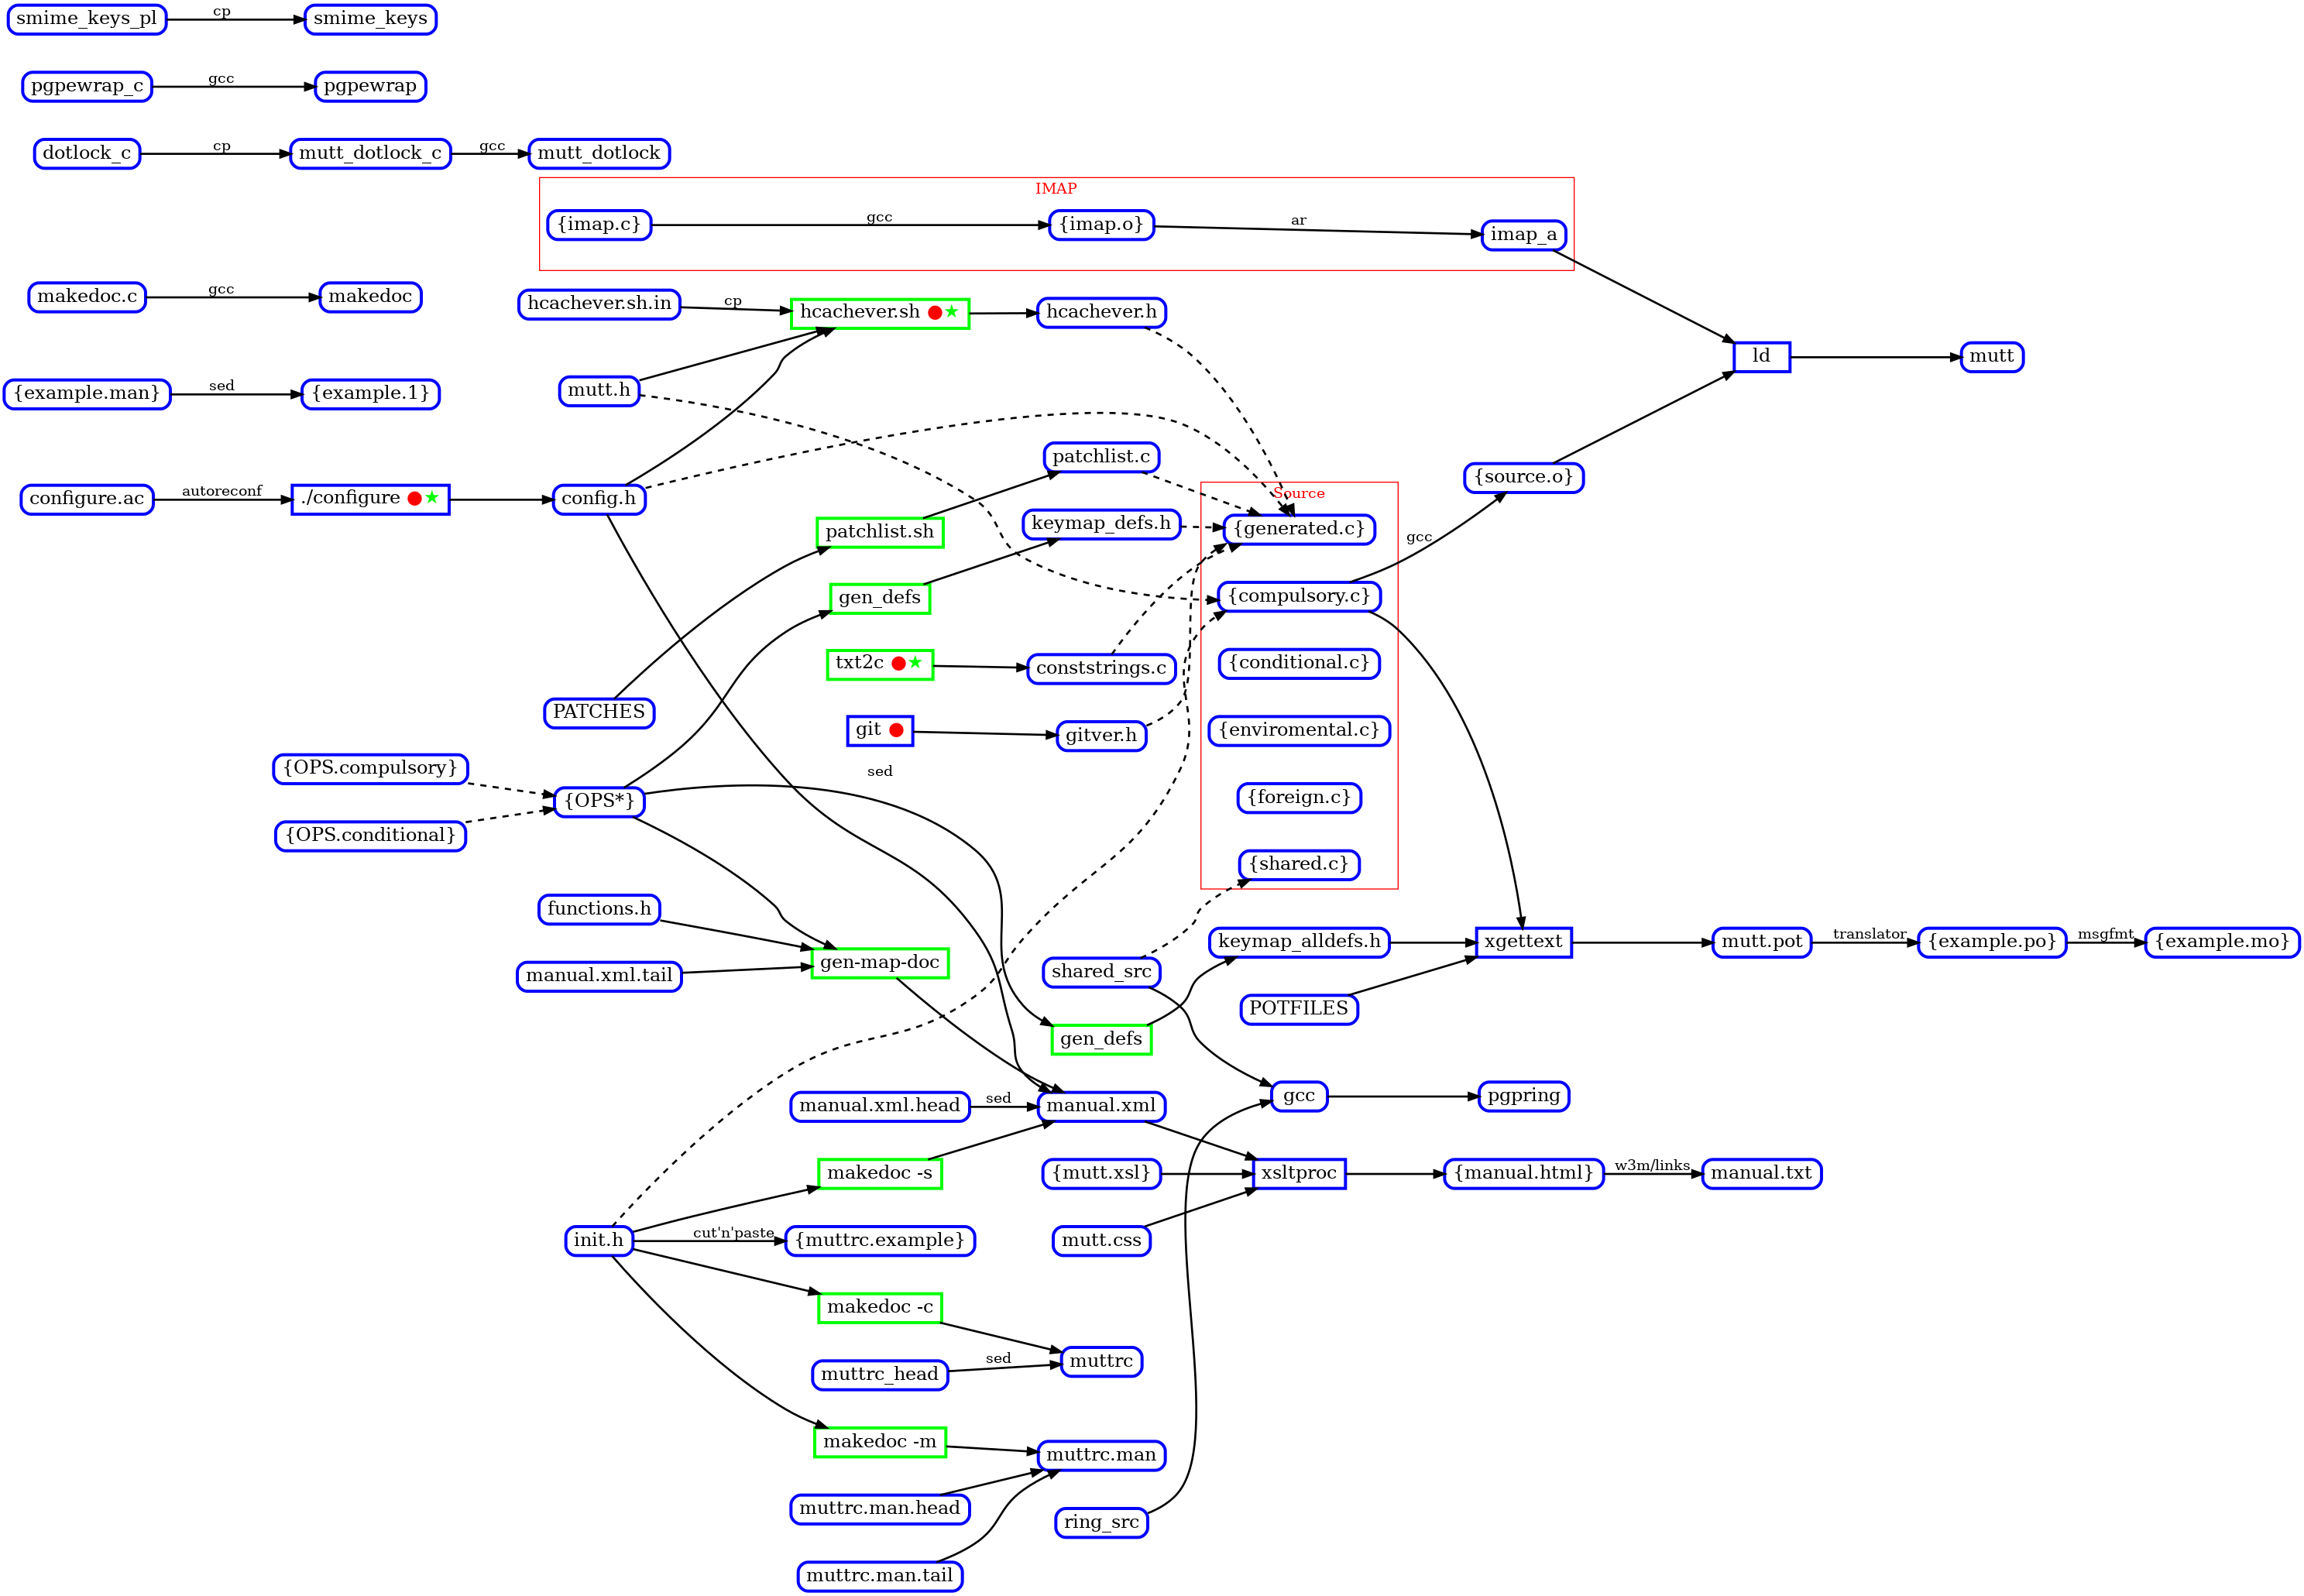 smime_keys_pl
cp
smime_keys
pgpewrap_c
gcc
pgpewrap
dotlock_c
cp
mutt_dotlock_c
gcc
mutt_dotlock
IMAP
{imap.c}
gcc
{imap.o}
ar
imap_a
makedoc.c
gcc
makedoc
hcachever.sh.in
cp
hcachever.sh ●★
hcachever.h
ld
mutt
{example.man}
sed
{example.1}
mutt.h
patchlist.c
{source.o}
configure.ac
autoreconf
./configure ●★
config.h
Source
patchlist.sh
keymap_defs.h
{generated.c}
gcc
gen_defs
{compulsory.c}
txt2c ●★
conststrings.c
{conditional.c}
PATCHES
git ●
gitver.h
{enviromental.c}
{OPS.compulsory}
sed
{OPS*}
{foreign.c}
{OPS.conditional}
{shared.c}
functions.h
gen-map-doc
manual.xml.tail
shared_src
keymap_alldefs.h
xgettext
mutt.pot
translator
{example.po}
msgfmt
{example.mo}
POTFILES
gen_defs
manual.xml.head
sed
manual.xml
gcc
pgpring
makedoc -s
{mutt.xsl}
xsltproc
{manual.html}
w3m/links
manual.txt
init.h
cut'n'paste
{muttrc.example}
mutt.css
makedoc -c
muttrc_head
sed
muttrc
makedoc -m
muttrc.man
muttrc.man.head
ring_src
muttrc.man.tail